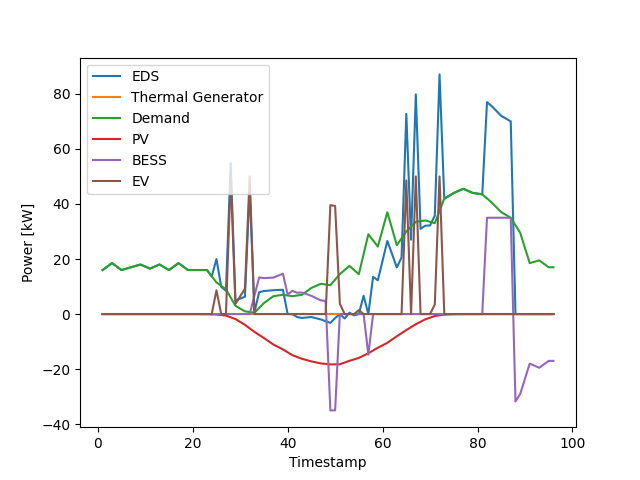 EDS
Thermal Generator
Demand
PV
BESS
EV
Power [kW]
80
60
40
20
0
−20
−40
0 20 40 60 80 100
Timestamp